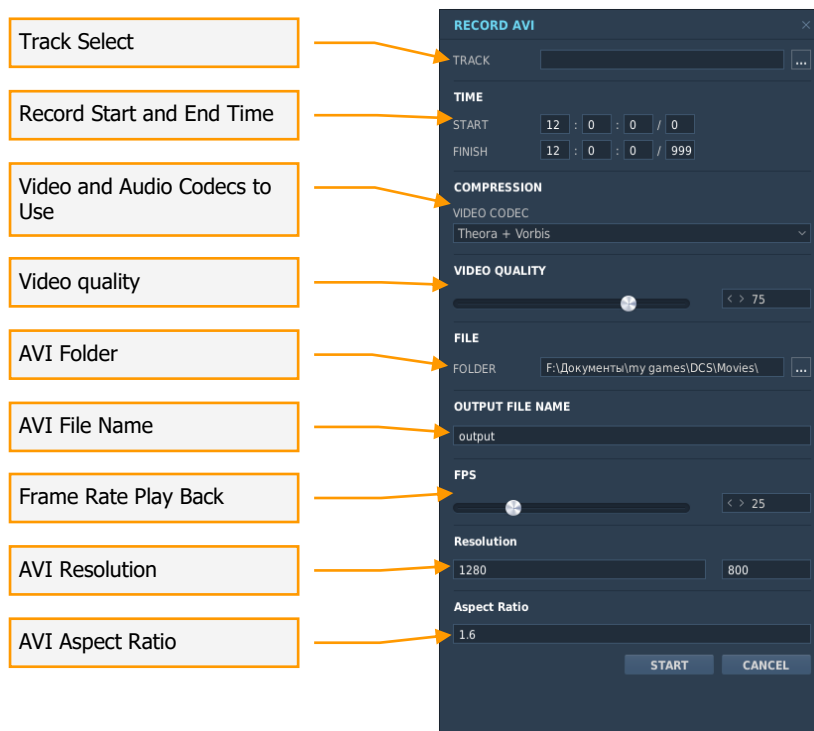 Track Select
Record Start and End Time
Video and Audio Codecs to
Use
Video quality
AVI Folder
AVI File Name
Frame Rate Play Back
AVI Resolution
AVI Aspect Ratio
RECORD AVI ×
TRACK ...
TIME
START 12 : 0 : 0 / 0
FINISH 12 : 0 : 0 / 999
COMPRESSION
VIDEO CODEC
Theora + Vorbis
VIDEO QUALITY
< > 75
FILE
FOLDER F:\Документы\my games\DCS\Movies\ ...
OUTPUT FILE NAME
output
FPS
< > 25
Resolution
1280 800
Aspect Ratio
1.6
START CANCEL